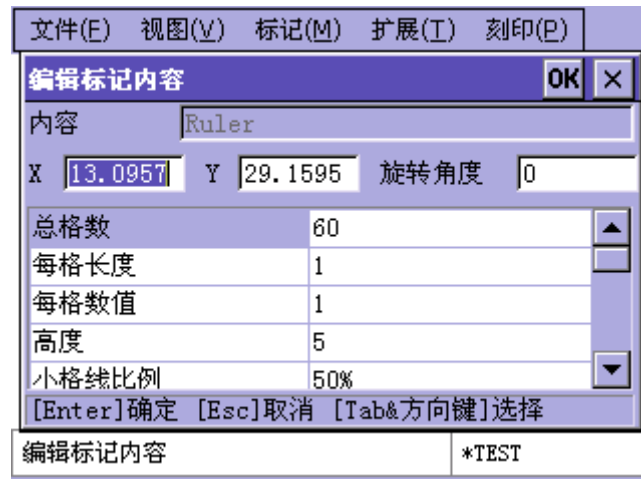 文件(F) 视图(V) 标记(M) 扩展(T) 刻印(P)
编辑标记内容 OK ×
内容 Ruler
X 13.0957 Y 29.1595 旋转角度 0
总格数 60
每格长度 1
每格数值 1
高度 5
小格线比例 50%
[Enter]确定 [Esc]取消 [Tab&方向键]选择
编辑标记内容 *TEST